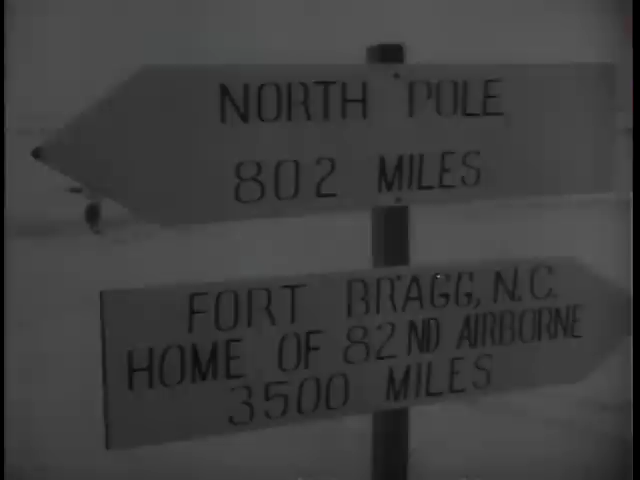 NORTH POLE
802 MILES
FORT BRAGG, N.C.
HOME OF 82ND AIRBORNE
3500 MILES